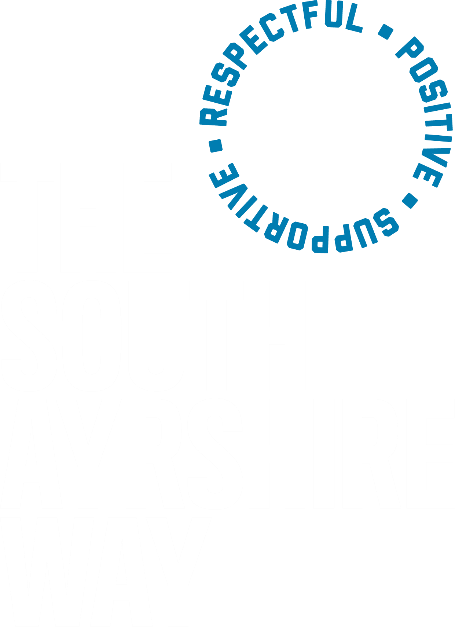 RESPECTFUL ▪ POSITIVE ▪ SUPPORTIVE ▪